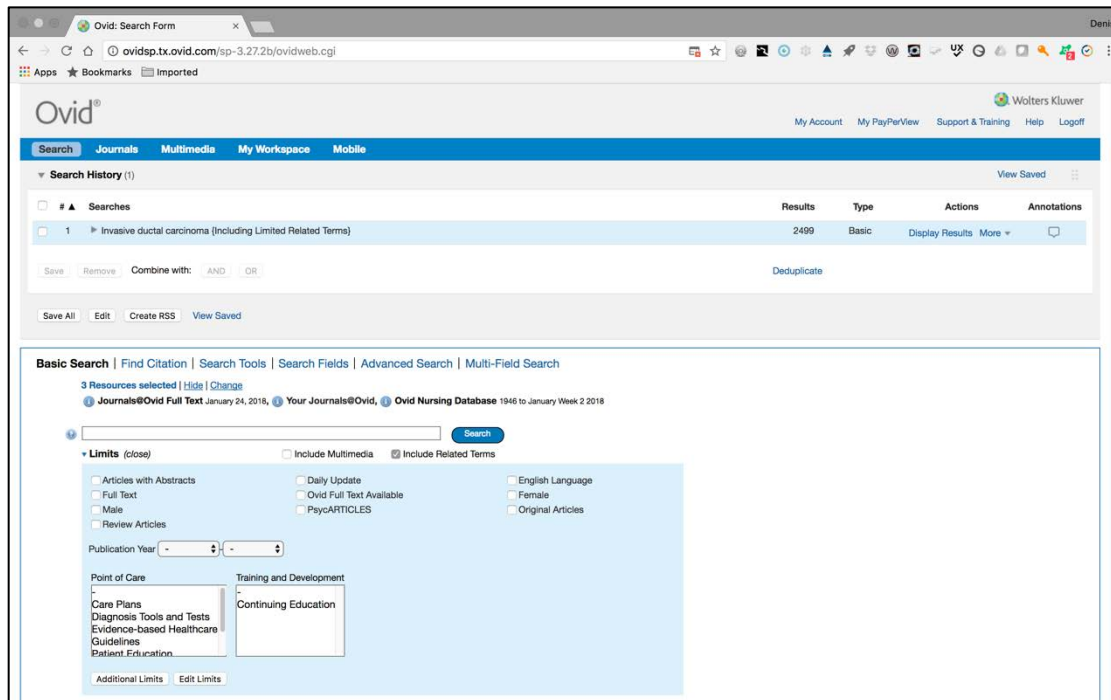 Ovid: Search Form
Denis
ovidsp.tx.ovid.com/sp-3.27.2b/ovidweb.cgi
Apps Bookmarks Imported
Ovid®
Wolters Kluwer
My Account My PayPerView Support & Training Help Logoff
Search Journals Multimedia My Workspace Mobile
Search History (1) View Saved
# ▲ Searches Results Type Actions Annotations
1 Invasive ductal carcinoma {Including Limited Related Terms} 2499 Basic Display Results More
Save Remove Combine with: AND OR Deduplicate
Save All Edit Create RSS View Saved
Basic Search | Find Citation | Search Tools | Search Fields | Advanced Search | Multi-Field Search
3 Resources selected | Hide | Change
Journals@Ovid Full Text January 24, 2018, Your Journals@Ovid, Ovid Nursing Database 1946 to January Week 2 2018
Search
Limits (close) Include Multimedia Include Related Terms
Articles with Abstracts Daily Update English Language
Full Text Ovid Full Text Available Female
Male PsycARTICLES Original Articles
Review Articles
Publication Year - - -
Point of Care Training and Development
- -
Care Plans Continuing Education
Diagnosis Tools and Tests
Evidence-based Healthcare
Guidelines
Patient Education
Additional Limits Edit Limits